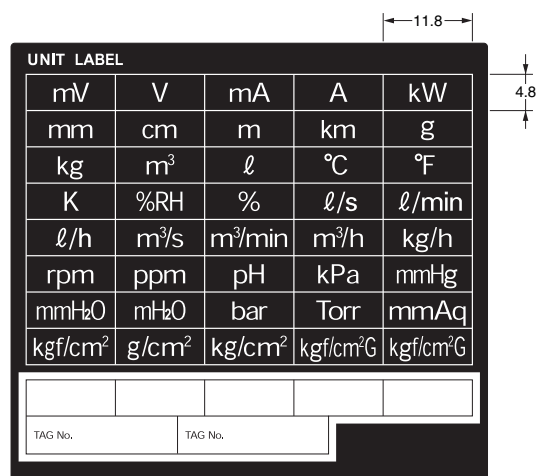 11.8
UNIT LABEL
4.8
mV V mA A kW
mm cm m km g
kg m³ ℓ °C °F
K %RH % ℓ/s ℓ/min
ℓ/h m³/s m³/min m³/h kg/h
rpm ppm pH kPa mmHg
mmH₂O mH₂O bar Torr mmAq
kgf/cm² g/cm² kg/cm² kgf/cm²G kgf/cm²G
TAG No. TAG No.